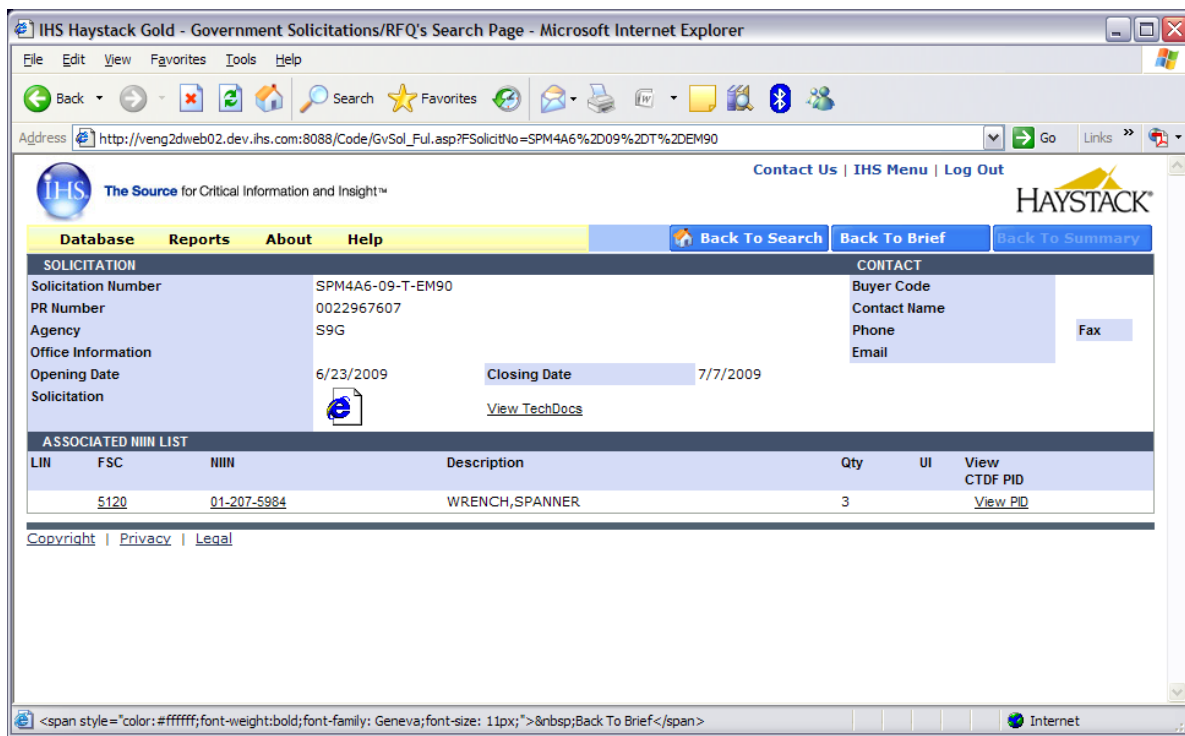 IHS Haystack Gold - Government Solicitations/RFQ's Search Page - Microsoft Internet Explorer
File Edit View Favorites Tools Help
Back Search Favorites
Address http://veng2dweb02.dev.ihs.com:8088/Code/GvSol_Ful.asp?FSolicitNo=SPM4A6%2D09%2DT%2DEM90 Go Links »
Contact Us | IHS Menu | Log Out
IHS The Source for Critical Information and Insight™ HAYSTACK®
Database Reports About Help Back To Search Back To Brief Back To Summary
SOLICITATION CONTACT
Solicitation Number SPM4A6-09-T-EM90 Buyer Code
PR Number 0022967607 Contact Name
Agency S9G Phone Fax
Office Information Email
Opening Date 6/23/2009 Closing Date 7/7/2009
Solicitation View TechDocs
ASSOCIATED NIIN LIST
LIN FSC NIIN Description Qty UI View
CTDF PID
5120 01-207-5984 WRENCH,SPANNER 3 View PID
Copyright | Privacy | Legal
<span style="color:#ffffff;font-weight:bold;font-family: Geneva;font-size: 11px;">&nbsp;Back To Brief</span> Internet